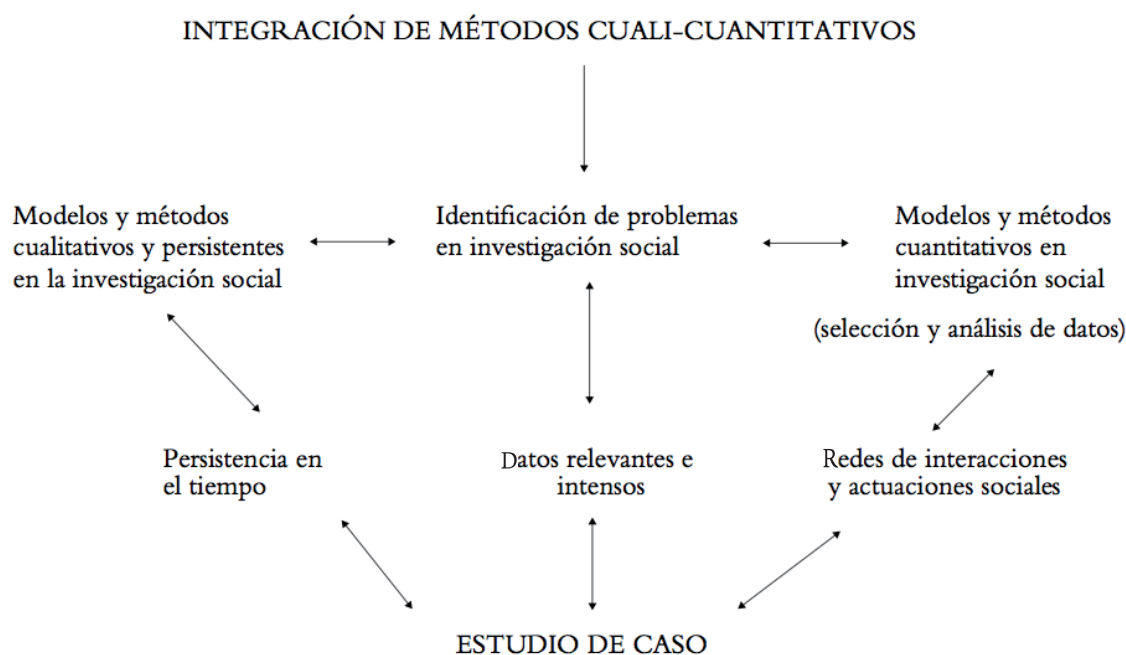 INTEGRACIÓN DE MÉTODOS CUALI-CUANTITATIVOS
Modelos y métodos
cualitativos y persistentes
en la investigación social
Identificación de problemas
en investigación social
Modelos y métodos
cuantitativos en
investigación social
(selección y análisis de datos)
Persistencia en
el tiempo
Datos relevantes e
intensos
Redes de interacciones
y actuaciones sociales
ESTUDIO DE CASO